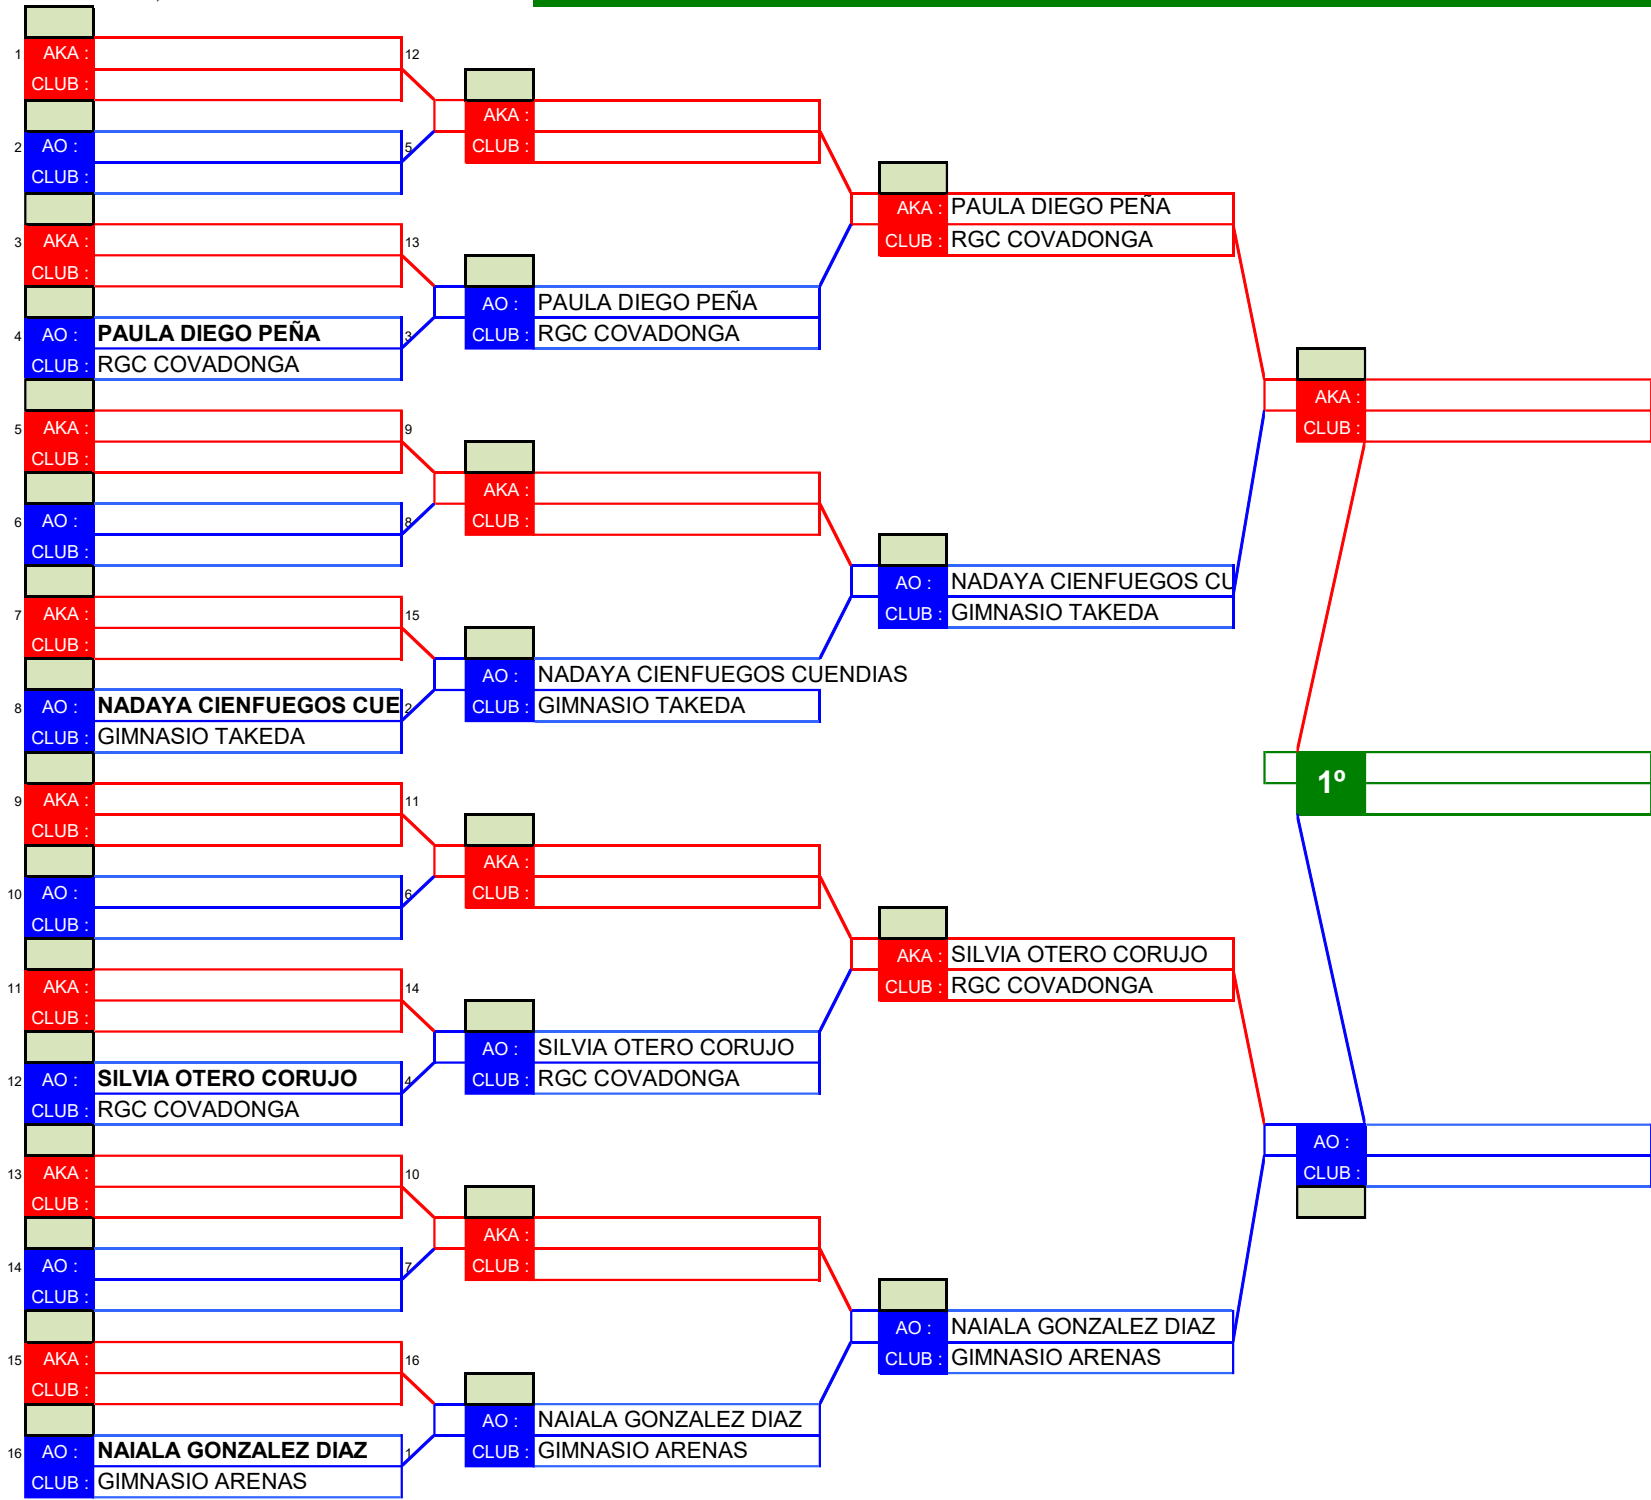 1 AKA : 12
CLUB :
2 AO : 5
CLUB :
3 AKA : 13
CLUB :
4 AO : PAULA DIEGO PEÑA 3
CLUB : RGC COVADONGA
5 AKA : 9
CLUB :
6 AO : 8
CLUB :
7 AKA : 15
CLUB :
8 AO : NADAYA CIENFUEGOS CUE 2
CLUB : GIMNASIO TAKEDA
9 AKA : 11
CLUB :
10 AO : 6
CLUB :
11 AKA : 14
CLUB :
12 AO : SILVIA OTERO CORUJO 4
CLUB : RGC COVADONGA
13 AKA : 10
CLUB :
14 AO : 7
CLUB :
15 AKA : 16
CLUB :
16 AO : NAIALA GONZALEZ DIAZ 1
CLUB : GIMNASIO ARENAS
AKA :
CLUB :
AO : PAULA DIEGO PEÑA
CLUB : RGC COVADONGA
AKA :
CLUB :
AO : NADAYA CIENFUEGOS CUENDIAS
CLUB : GIMNASIO TAKEDA
AKA :
CLUB :
AO : SILVIA OTERO CORUJO
CLUB : RGC COVADONGA
AKA :
CLUB :
AO : NAIALA GONZALEZ DIAZ
CLUB : GIMNASIO ARENAS
AKA : PAULA DIEGO PEÑA
CLUB : RGC COVADONGA
AO : NADAYA CIENFUEGOS CU
CLUB : GIMNASIO TAKEDA
AKA : SILVIA OTERO CORUJO
CLUB : RGC COVADONGA
AO : NAIALA GONZALEZ DIAZ
CLUB : GIMNASIO ARENAS
AKA :
CLUB :
1º
AO :
CLUB :